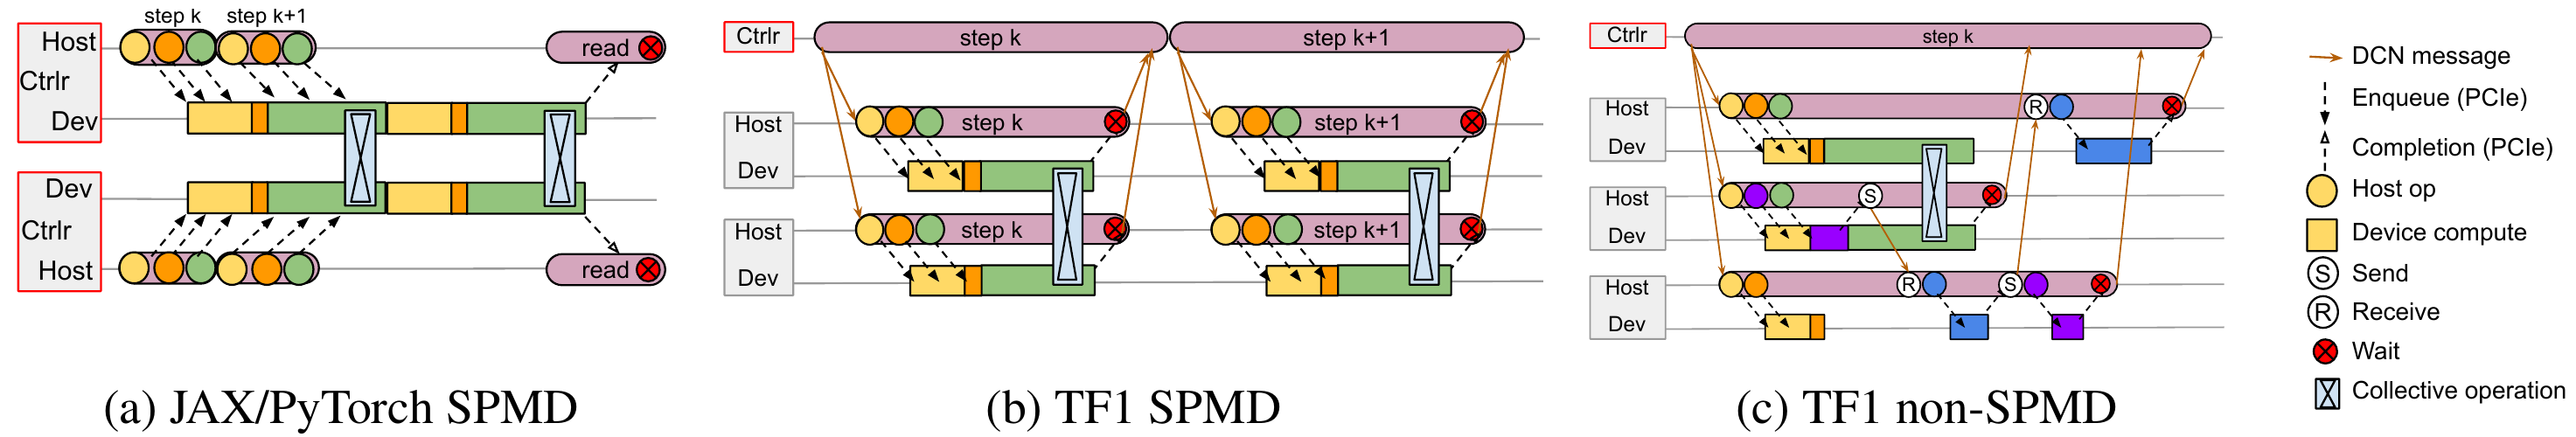 step k step k+1
Host
Ctrlr
Dev
read
Dev
Ctrlr
Host
read
(a) JAX/PyTorch SPMD
Ctrlr
step k
step k+1
Host
step k
step k+1
Dev
Host
step k
step k+1
Dev
(b) TF1 SPMD
Ctrlr
step k
Host
R
Dev
Host
S
Dev
Host
R
S
Dev
(c) TF1 non-SPMD
DCN message
Enqueue (PCIe)
Completion (PCIe)
Host op
Device compute
S Send
R Receive
Wait
Collective operation